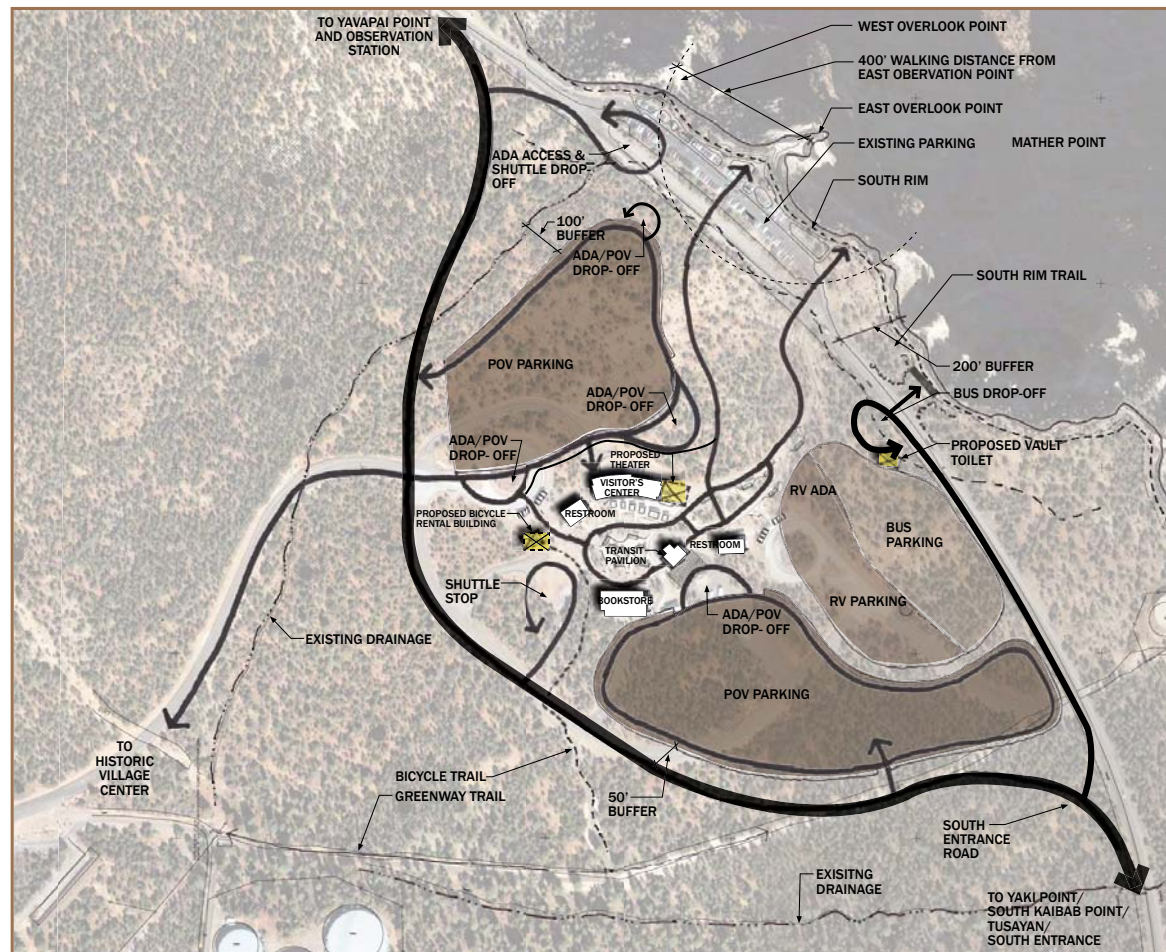 TO YAVAPAI POINT
AND OBSERVATION
STATION
WEST OVERLOOK POINT
400' WALKING DISTANCE FROM
EAST OBERVATION POINT
EAST OVERLOOK POINT
EXISTING PARKING
MATHER POINT
SOUTH RIM
ADA ACCESS &
SHUTTLE DROP-
OFF
100'
BUFFER
ADA/POV
DROP- OFF
SOUTH RIM TRAIL
200' BUFFER
BUS DROP-OFF
PROPOSED VAULT
TOILET
POV PARKING
ADA/POV
DROP- OFF
ADA/POV
DROP- OFF
PROPOSED
THEATER
VISITOR'S
CENTER
RV ADA
RESTROOM
PROPOSED BICYCLE
RENTAL BUILDING
BUS
PARKING
TRANSIT
PAVILION
RESTROOM
SHUTTLE
STOP
BOOKSTORE
RV PARKING
ADA/POV
DROP- OFF
EXISTING DRAINAGE
POV PARKING
TO
HISTORIC
VILLAGE
CENTER
BICYCLE TRAIL
GREENWAY TRAIL
50'
BUFFER
SOUTH
ENTRANCE
ROAD
EXISITNG
DRAINAGE
TO YAKI POINT/
SOUTH KAIBAB POINT/
TUSAYAN/
SOUTH ENTRANCE